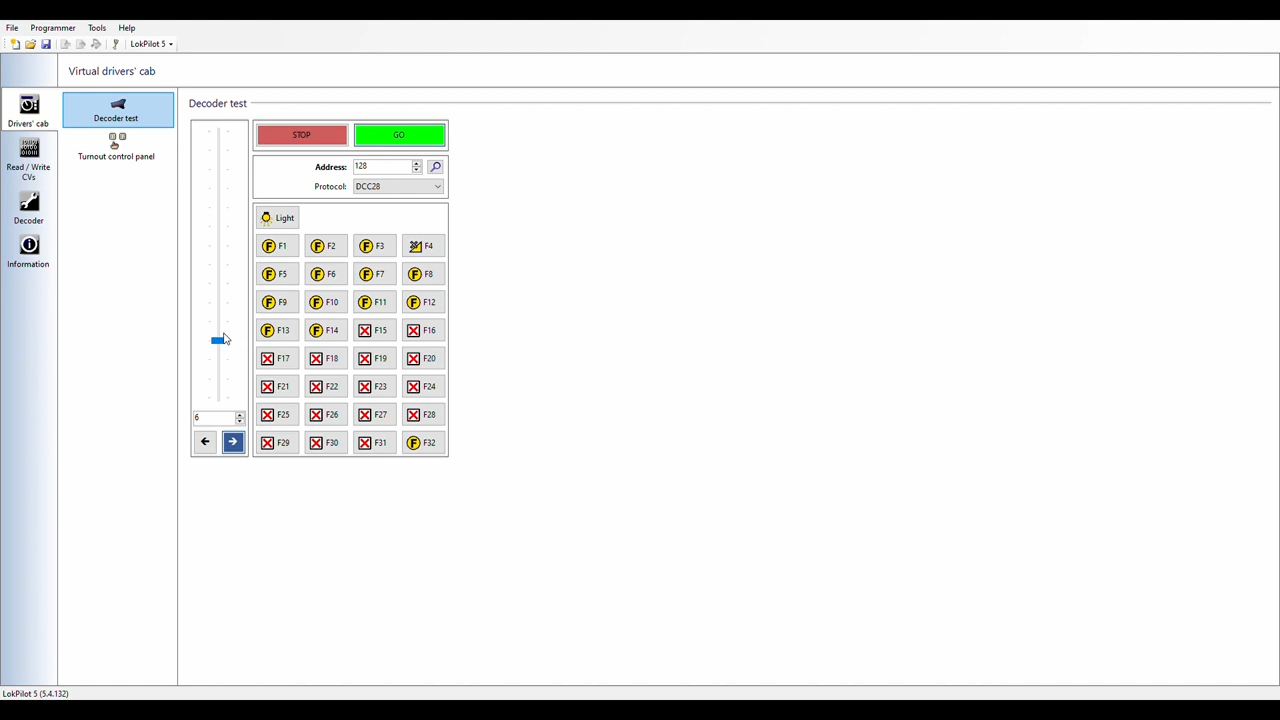 File Programmer Tools Help
LokPilot 5
Virtual drivers' cab
Drivers' cab
Read / Write CVs
Decoder
Information
Decoder test
Turnout control panel
Decoder test
STOP GO
Address: 128
Protocol: DCC28
Light
F1 F2 F3 F4
F5 F6 F7 F8
F9 F10 F11 F12
F13 F14 F15 F16
F17 F18 F19 F20
F21 F22 F23 F24
F25 F26 F27 F28
F29 F30 F31 F32
6
LokPilot 5 (5.4.132)